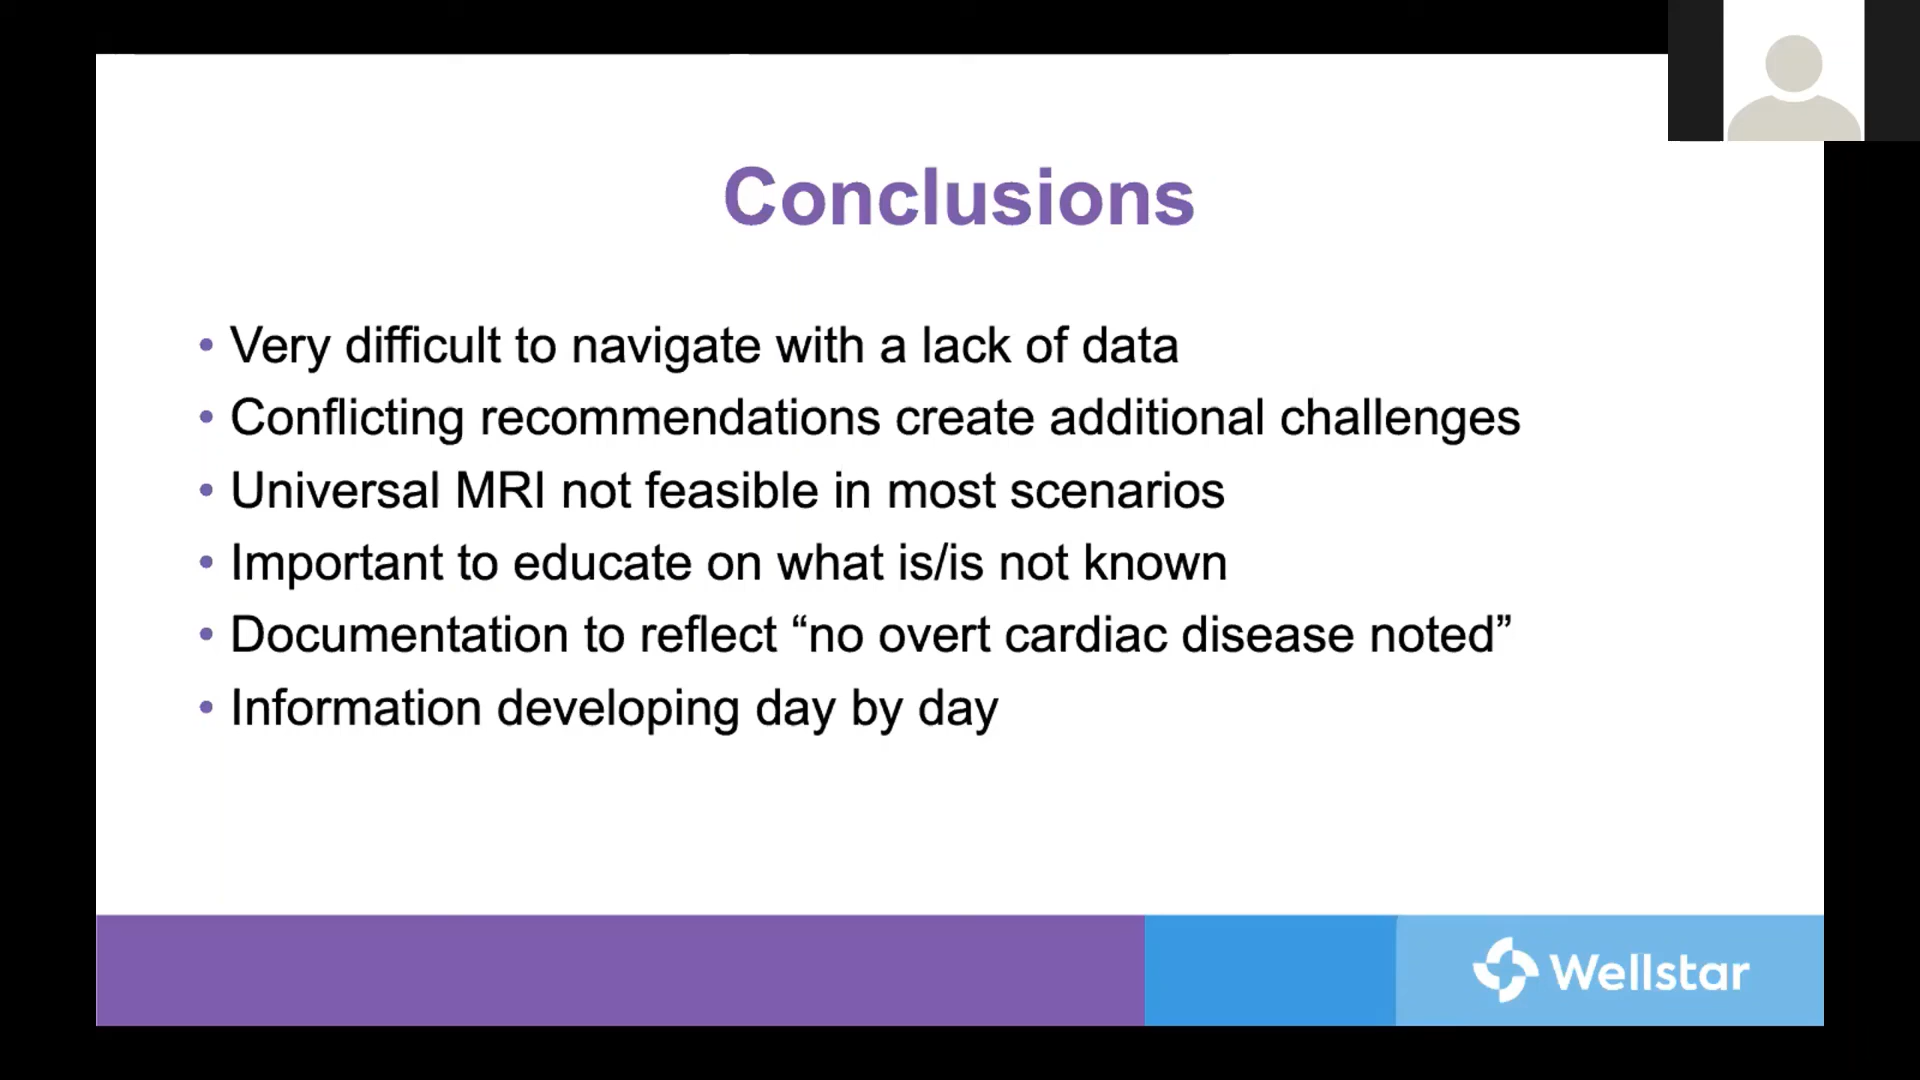 Conclusions
• Very difficult to navigate with a lack of data
• Conflicting recommendations create additional challenges
• Universal MRI not feasible in most scenarios
• Important to educate on what is/is not known
• Documentation to reflect “no overt cardiac disease noted”
• Information developing day by day
Wellstar